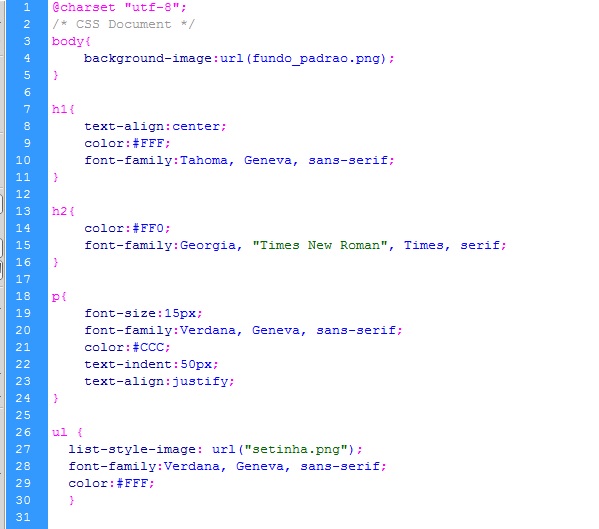 1 @charset "utf-8";
2 /* CSS Document */
3 body{
4 background-image:url(fundo_padrao.png);
5 }
6
7 h1{
8 text-align:center;
9 color:#FFF;
10 font-family:Tahoma, Geneva, sans-serif;
11 }
12
13 h2{
14 color:#FF0;
15 font-family:Georgia, "Times New Roman", Times, serif;
16 }
17
18 p{
19 font-size:15px;
20 font-family:Verdana, Geneva, sans-serif;
21 color:#CCC;
22 text-indent:50px;
23 text-align:justify;
24 }
25
26 ul {
27 list-style-image: url("setinha.png");
28 font-family:Verdana, Geneva, sans-serif;
29 color:#FFF;
30 }
31